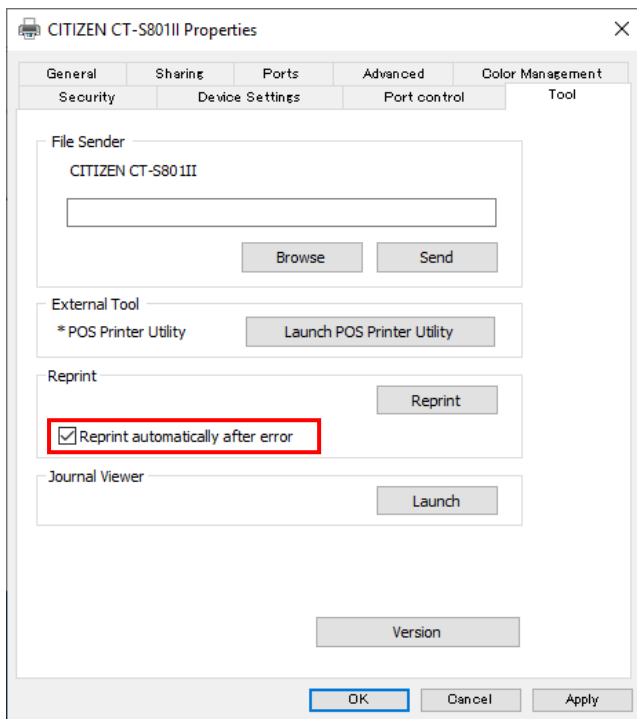 CITIZEN CT-S801II Properties
General Sharing Ports Advanced Color Management
Security Device Settings Port control Tool
File Sender
CITIZEN CT-S801II
Browse Send
External Tool
* POS Printer Utility Launch POS Printer Utility
Reprint
Reprint
Reprint automatically after error
Journal Viewer
Launch
Version
OK Cancel Apply